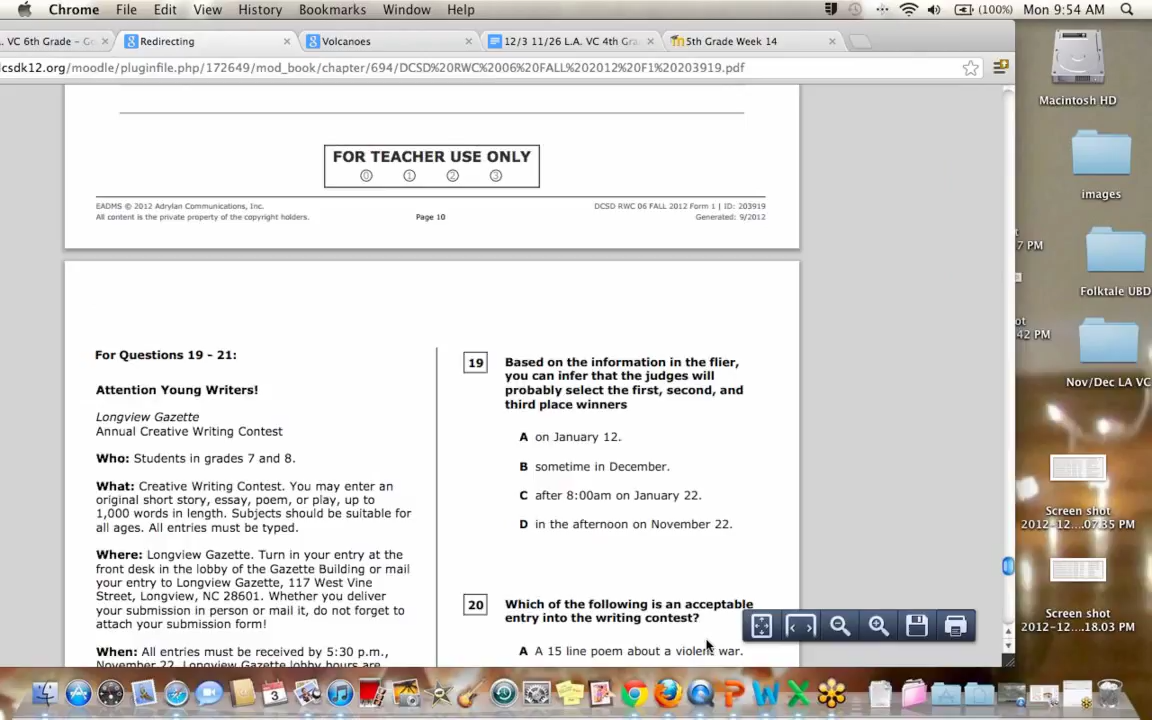 Chrome File Edit View History Bookmarks Window Help (100%) Mon 9:54 AM
. VC 6th Grade - Go Redirecting Volcanoes 12/3 11/26 L.A. VC 4th Gra 5th Grade Week 14
csdk12.org/moodle/pluginfile.php/172649/mod_book/chapter/694/DCSD%20RWC%2006%20FALL%202012%20F1%20203919.pdf
FOR TEACHER USE ONLY
0 1 2 3
EADMS © 2012 Adrylan Communications, Inc.
All content is the private property of the copyright holders.
Page 10
DCSD RWC 06 FALL 2012 Form 1 | ID: 203919
Generated: 9/2012
For Questions 19 - 21:
Attention Young Writers!
Longview Gazette
Annual Creative Writing Contest
Who: Students in grades 7 and 8.
What: Creative Writing Contest. You may enter an
original short story, essay, poem, or play, up to
1,000 words in length. Subjects should be suitable for
all ages. All entries must be typed.
Where: Longview Gazette. Turn in your entry at the
front desk in the lobby of the Gazette Building or mail
your entry to Longview Gazette, 117 West Vine
Street, Longview, NC 28601. Whether you deliver
your submission in person or mail it, do not forget to
attach your submission form!
When: All entries must be received by 5:30 p.m.,
November 22. Longview Gazette lobby hours are
19 Based on the information in the flier,
you can infer that the judges will
probably select the first, second, and
third place winners
A on January 12.
B sometime in December.
C after 8:00am on January 22.
D in the afternoon on November 22.
20 Which of the following is an acceptable
entry into the writing contest?
A A 15 line poem about a violent war.
Macintosh HD
images
7 PM
Folktale UBD
ot
42 PM
Nov/Dec LA VC
Screen shot
2012-12....07.35 PM
Screen shot
2012-12....18.03 PM
3